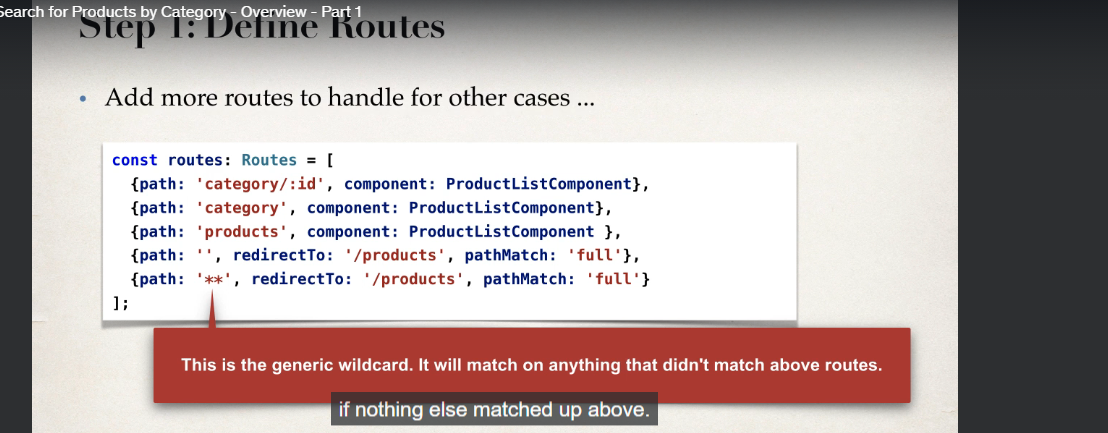 Search for Products by Category - Overview - Part 1
Step 1: Define Routes
• Add more routes to handle for other cases ...
const routes: Routes = [
{path: 'category/:id', component: ProductListComponent},
{path: 'category', component: ProductListComponent},
{path: 'products', component: ProductListComponent },
{path: '', redirectTo: '/products', pathMatch: 'full'},
{path: '**', redirectTo: '/products', pathMatch: 'full'}
];
This is the generic wildcard. It will match on anything that didn't match above routes.
if nothing else matched up above.